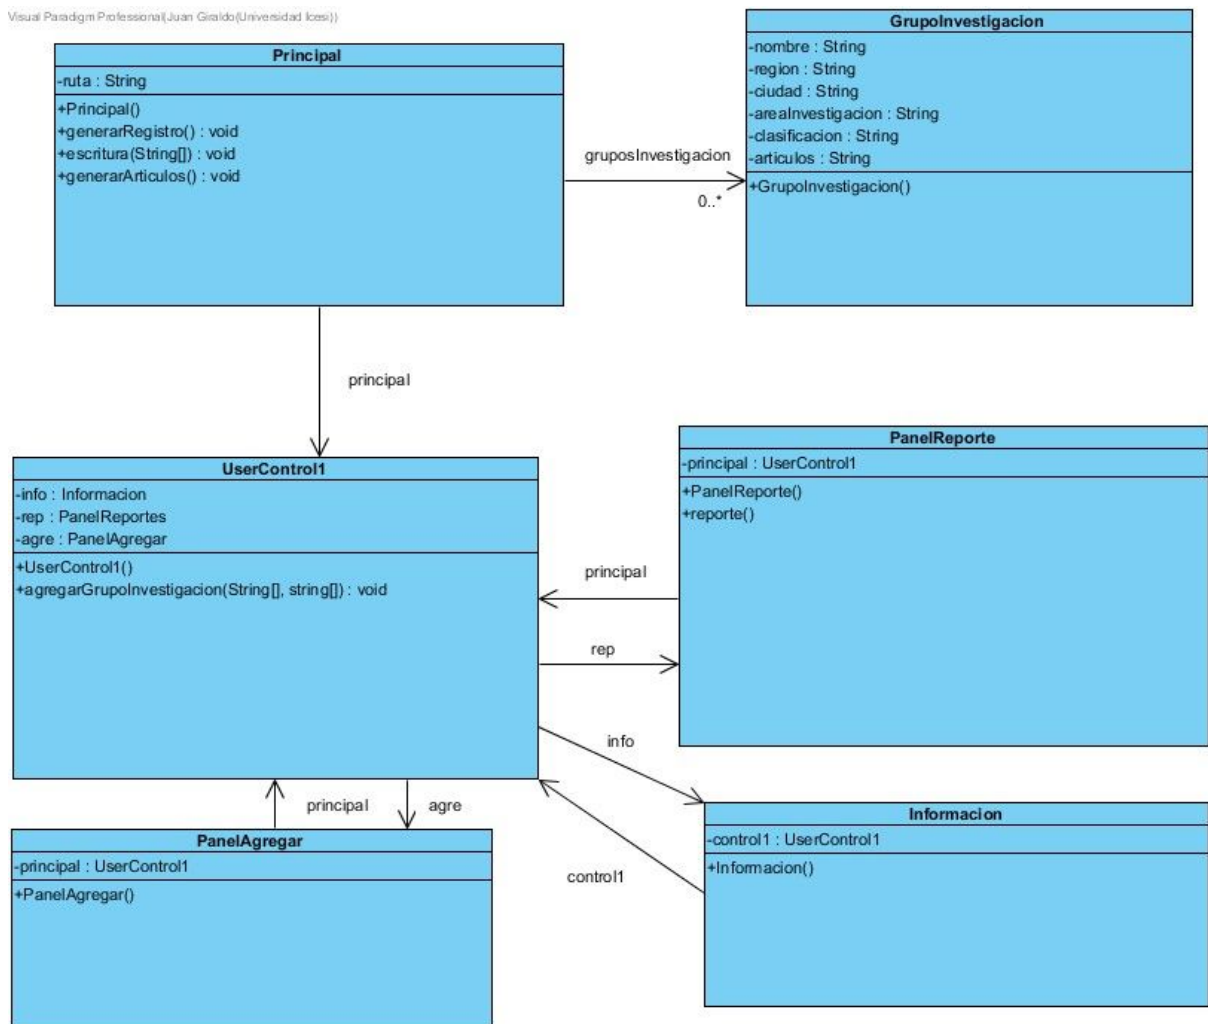 Visual Paradigm Professional(Juan Giraldo(Universidad Icesi))
Principal
-ruta : String
+Principal()
+generarRegistro() : void
+escritura(String[]) : void
+generarArticulos() : void
GrupoInvestigacion
-nombre : String
-region : String
-ciudad : String
-areaInvestigacion : String
-clasificacion : String
-articulos : String
+GrupoInvestigacion()
gruposInvestigacion
0..*
principal
UserControl1
-info : Informacion
-rep : PanelReportes
-agre : PanelAgregar
+UserControl1()
+agregarGrupoInvestigacion(String[], string[]) : void
PanelReporte
-principal : UserControl1
+PanelReporte()
+reporte()
principal
rep
info
control1
principal
agre
PanelAgregar
-principal : UserControl1
+PanelAgregar()
Informacion
-control1 : UserControl1
+Informacion()